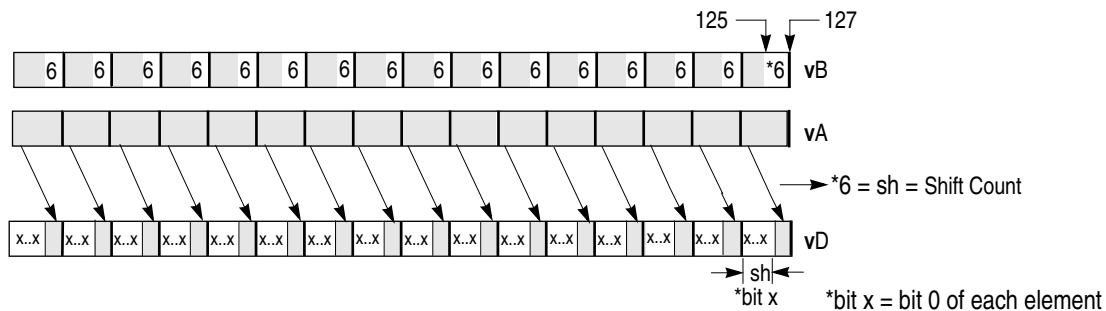 125 127
6 6 6 6 6 6 6 6 6 6 6 6 6 6 6 *6 vB
vA
*6 = sh = Shift Count
x..x x..x x..x x..x x..x x..x x..x x..x x..x x..x x..x x..x x..x x..x x..x x..x vD
sh
*bit x *bit x = bit 0 of each element